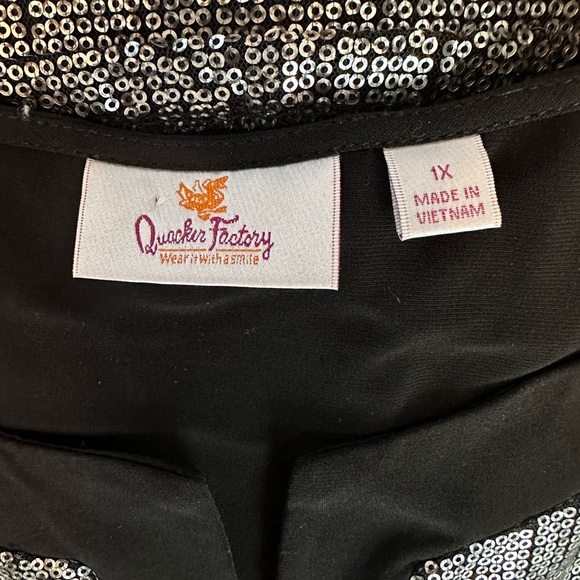 Quacker Factory
Wear it with a smile
1X
MADE IN
VIETNAM